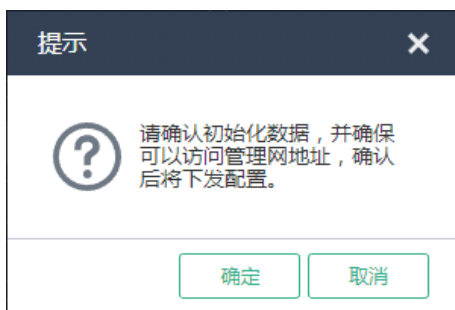 提示
请确认初始化数据，并确保
可以访问管理网地址，确认
后将下发配置。
确定
取消